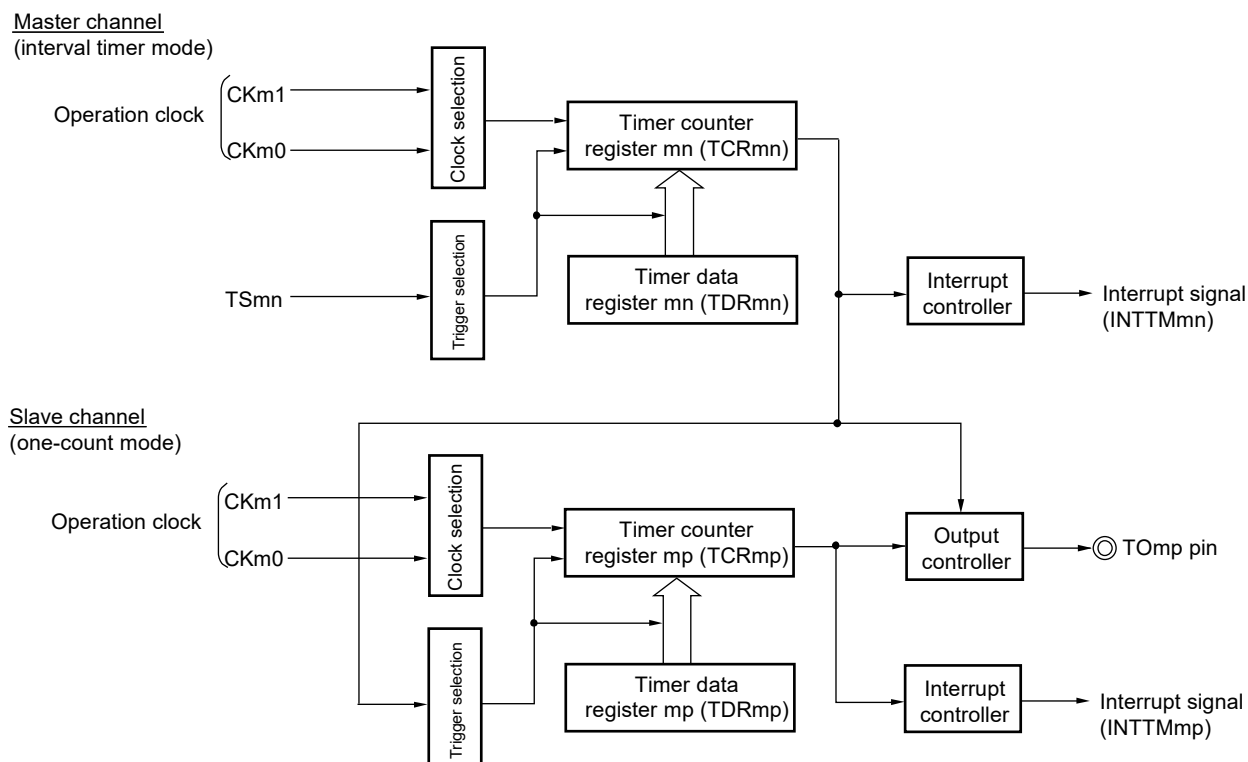 Master channel
(interval timer mode)
Operation clock
CKm1
CKm0
Clock selection
Timer counter
register mn (TCRmn)
TSmn
Trigger selection
Timer data
register mn (TDRmn)
Interrupt
controller
Interrupt signal
(INTTMmn)
Slave channel
(one-count mode)
Operation clock
CKm1
CKm0
Clock selection
Timer counter
register mp (TCRmp)
Output
controller
TOmp pin
Trigger selection
Timer data
register mp (TDRmp)
Interrupt
controller
Interrupt signal
(INTTMmp)